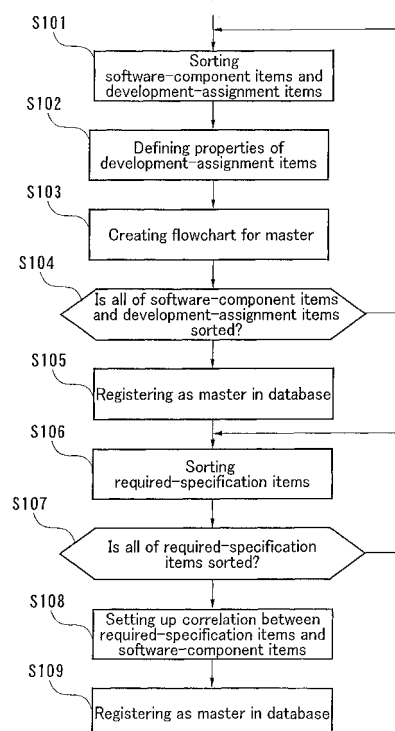 S101
Sorting
software-component items and
development-assignment items
S102
Defining properties of
development-assignment items
S103
Creating flowchart for master
S104
Is all of software-component items
and development-assignment items
sorted?
S105
Registering as master in database
S106
Sorting
required-specification items
S107
Is all of required-specification
items sorted?
S108
Setting up correlation between
required-specification items and
software-component items
S109
Registering as master in database